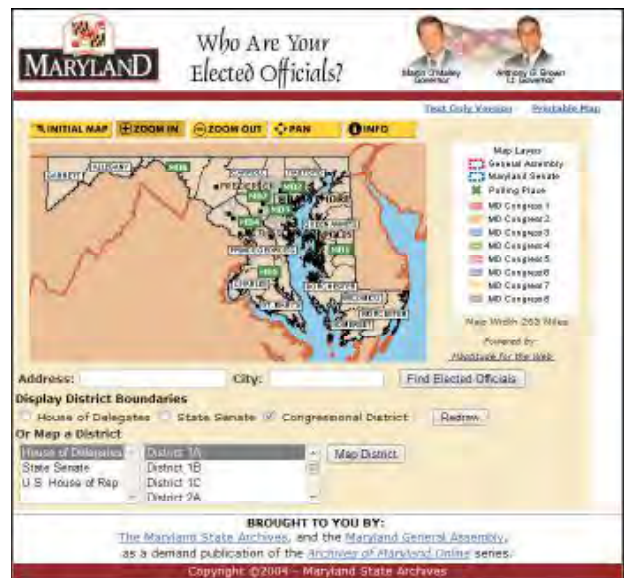 MARYLAND
Who Are Your
Elected Officials?
Martin O'Malley
Governor
Anthony G. Brown
Lt. Governor
Text Only Version Printable Map
INITIAL MAP ZOOM IN ZOOM OUT PAN INFO
Map Layers
General Assembly
Maryland Senate
Polling Place
MD Congress 1
MD Congress 2
MD Congress 3
MD Congress 4
MD Congress 5
MD Congress 6
MD Congress 7
MD Congress 8
Map Width 263 Miles
Powered by
GARRETT
ALLEGANY
FREDERICK
CHARLES
DORCHESTER
WICOMICO
WORCESTER
SOMERSET
Address: City: Find Elected Officials
Display District Boundaries
House of Delegates State Senate Congressional District Redraw
Or Map a District
House of Delegates District 1A Map District
State Senate District 1B
U.S. House of Rep District 1C
District 2A
BROUGHT TO YOU BY:
The Maryland State Archives, and the Maryland General Assembly,
as a demand publication of the Archives of Maryland Online series.
Copyright ©2004 - Maryland State Archives